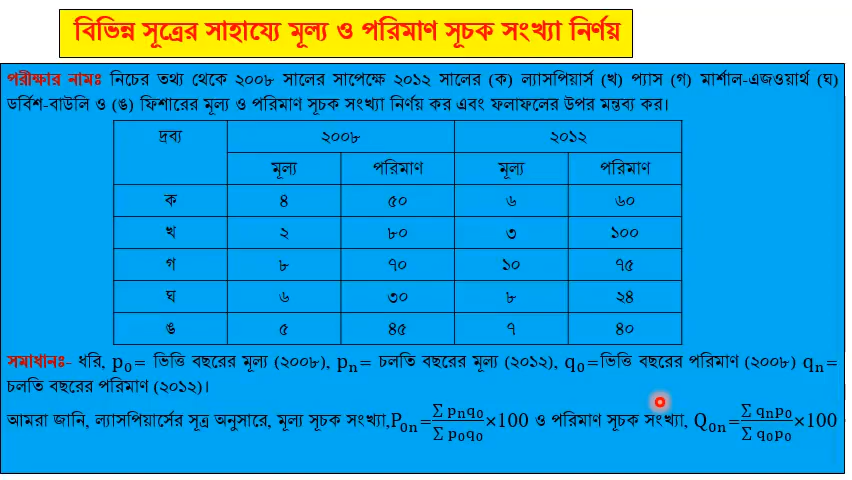 বিভিন্ন সূত্রের সাহায্যে মূল্য ও পরিমাণ সূচক সংখ্যা নির্ণয়
পরীক্ষার নামঃ নিচের তথ্য থেকে ২০০৮ সালের সাপেক্ষে ২০১২ সালের (ক) ল্যাসপিয়ার্স (খ) প্যাস (গ) মার্শাল-এজওয়ার্থ (ঘ)
ডর্বিশ-বাউলি ও (ঙ) ফিশারের মূল্য ও পরিমাণ সূচক সংখ্যা নির্ণয় কর এবং ফলাফলের উপর মন্তব্য কর।
দ্রব্য ২০০৮ ২০১২
মূল্য পরিমাণ মূল্য পরিমাণ
ক ৪ ৫০ ৬ ৬০
খ ২ ৮০ ৩ ১০০
গ ৮ ৭০ ১০ ৭৫
ঘ ৬ ৩০ ৮ ২৪
ঙ ৫ ৪৫ ৭ ৪০
সমাধানঃ- ধরি, p₀= ভিত্তি বছরের মূল্য (২০০৮), pₙ= চলতি বছরের মূল্য (২০১২), q₀=ভিত্তি বছরের পরিমাণ (২০০৮) qₙ=
চলতি বছরের পরিমাণ (২০১২)।
আমরা জানি, ল্যাসপিয়ার্সের সূত্র অনুসারে, মূল্য সূচক সংখ্যা,P₀ₙ=∑ pₙq₀/∑ p₀q₀×100 ও পরিমাণ সূচক সংখ্যা, Q₀ₙ=∑ qₙp₀/∑ q₀p₀×100